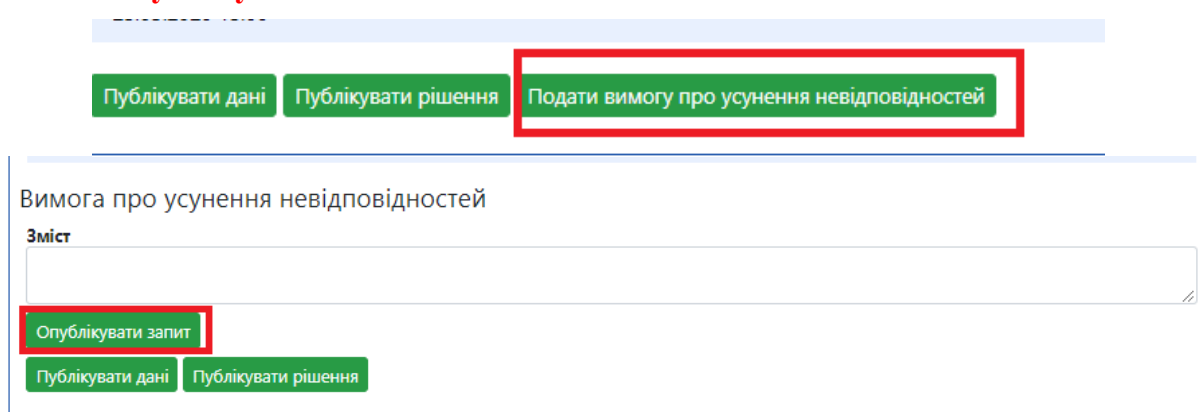 Публікувати дані Публікувати рішення Подати вимогу про усунення невідповідностей
Вимога про усунення невідповідностей
Зміст
Опублікувати запит
Публікувати дані Публікувати рішення